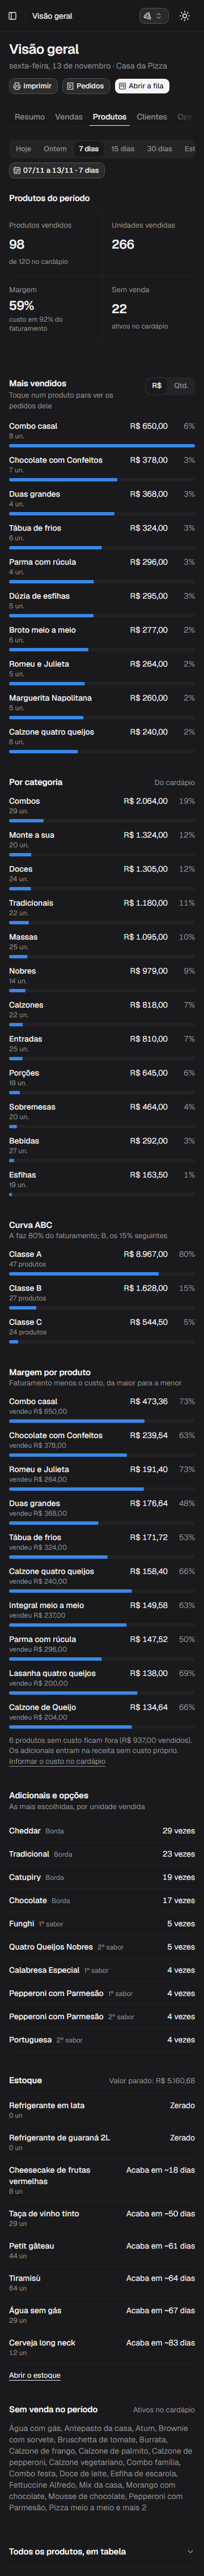 Visão geral
Visão geral
sexta-feira, 13 de novembro · Casa da Pizza
Imprimir Pedidos Abrir a fila
Resumo Vendas Produtos Clientes Ope
Hoje Ontem 7 dias 15 dias 30 dias Est
07/11 a 13/11 · 7 dias
Produtos do período
Produtos vendidos Unidades vendidas
98 266
de 120 no cardápio
Margem Sem venda
59% 22
custo em 92% do faturamento ativos no cardápio
Mais vendidos R$ Qtd.
Toque num produto para ver os
pedidos dele
Combo casal R$ 650,00 6%
8 un.
Chocolate com Confeitos R$ 378,00 3%
7 un.
Duas grandes R$ 368,00 3%
4 un.
Tábua de frios R$ 324,00 3%
6 un.
Parma com rúcula R$ 296,00 3%
4 un.
Dúzia de esfihas R$ 295,00 3%
5 un.
Broto meio a meio R$ 277,00 2%
6 un.
Romeu e Julieta R$ 264,00 2%
5 un.
Marguerita Napolitana R$ 260,00 2%
5 un.
Calzone quatro queijos R$ 240,00 2%
6 un.
Por categoria Do cardápio
Combos R$ 2.064,00 19%
29 un.
Monte a sua R$ 1.324,00 12%
20 un.
Doces R$ 1.305,00 12%
24 un.
Tradicionais R$ 1.180,00 11%
22 un.
Massas R$ 1.095,00 10%
25 un.
Nobres R$ 979,00 9%
14 un.
Calzones R$ 818,00 7%
22 un.
Entradas R$ 810,00 7%
25 un.
Porções R$ 645,00 6%
19 un.
Sobremesas R$ 464,00 4%
20 un.
Bebidas R$ 292,00 3%
27 un.
Esfihas R$ 163,50 1%
19 un.
Curva ABC
A faz 80% do faturamento; B, os 15% seguintes
Classe A R$ 8.967,00 80%
47 produtos
Classe B R$ 1.628,00 15%
27 produtos
Classe C R$ 544,50 5%
24 produtos
Margem por produto
Faturamento menos o custo, da maior para a menor
Combo casal R$ 473,36 73%
vendeu R$ 650,00
Chocolate com Confeitos R$ 239,54 63%
vendeu R$ 378,00
Romeu e Julieta R$ 191,40 73%
vendeu R$ 264,00
Duas grandes R$ 176,64 48%
vendeu R$ 368,00
Tábua de frios R$ 171,72 53%
vendeu R$ 324,00
Calzone quatro queijos R$ 158,40 66%
vendeu R$ 240,00
Integral meio a meio R$ 149,58 63%
vendeu R$ 237,00
Parma com rúcula R$ 147,52 50%
vendeu R$ 296,00
Lasanha quatro queijos R$ 138,00 69%
vendeu R$ 200,00
Calzone de Queijo R$ 134,64 66%
vendeu R$ 204,00
6 produtos sem custo ficam fora (R$ 937,00 vendidos).
Os adicionais entram na receita sem custo próprio.
Informar o custo no cardápio
Adicionais e opções
As mais escolhidas, por unidade vendida
Cheddar Borda 29 vezes
Tradicional Borda 23 vezes
Catupiry Borda 19 vezes
Chocolate Borda 17 vezes
Funghi 1º sabor 5 vezes
Quatro Queijos Nobres 2º sabor 5 vezes
Calabresa Especial 1º sabor 4 vezes
Pepperoni com Parmesão 1º sabor 4 vezes
Pepperoni com Parmesão 2º sabor 4 vezes
Portuguesa 2º sabor 4 vezes
Estoque Valor parado: R$ 5.160,68
Refrigerante em lata Zerado
0 un
Refrigerante de guaraná 2L Zerado
0 un
Cheesecake de frutas Acaba em ~18 dias
vermelhas
8 un
Taça de vinho tinto Acaba em ~50 dias
29 un
Petit gâteau Acaba em ~61 dias
44 un
Tiramisù Acaba em ~64 dias
64 un
Água sem gás Acaba em ~67 dias
29 un
Cerveja long neck Acaba em ~83 dias
12 un
Abrir o estoque
Sem venda no período Ativos no cardápio
Água com gás, Antepasto da casa, Atum, Brownie
com sorvete, Bruschetta de tomate, Burrata,
Calzone de frango, Calzone de palmito, Calzone de
pepperoni, Calzone vegetariano, Combo família,
Combo festa, Doce de leite, Esfiha de escarola,
Fettuccine Alfredo, Mix da casa, Morango com
chocolate, Mousse de chocolate, Pepperoni com
Parmesão, Pizza meio a meio e mais 2
Todos os produtos, em tabela